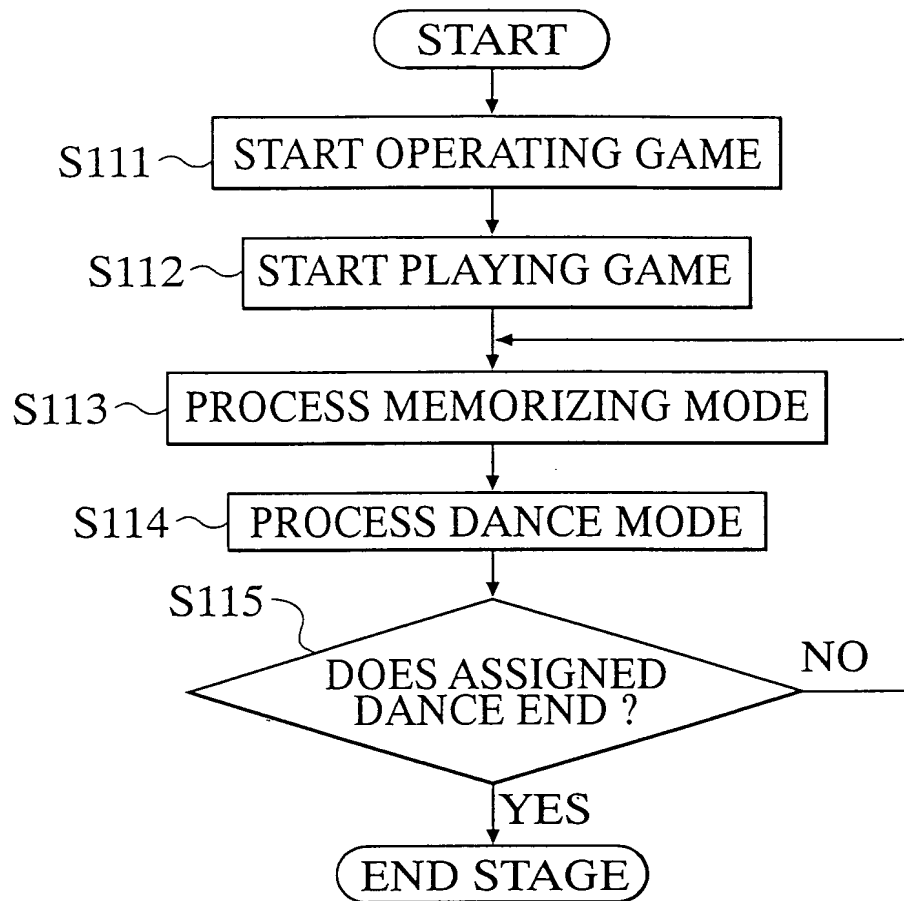 START
S111
START OPERATING GAME
S112
START PLAYING GAME
S113
PROCESS MEMORIZING MODE
S114
PROCESS DANCE MODE
S115
DOES ASSIGNED
DANCE END ?
NO
YES
END STAGE